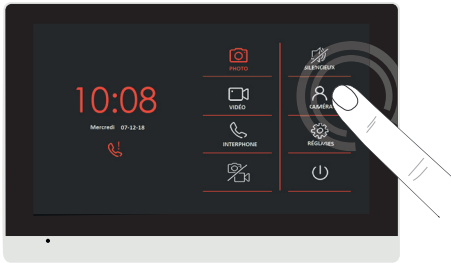 PHOTO
SILENCIEUX
10:08
VIDÉO
CAMÉRA
Mercredi 07-12-18
INTERPHONE
RÉGLAGES